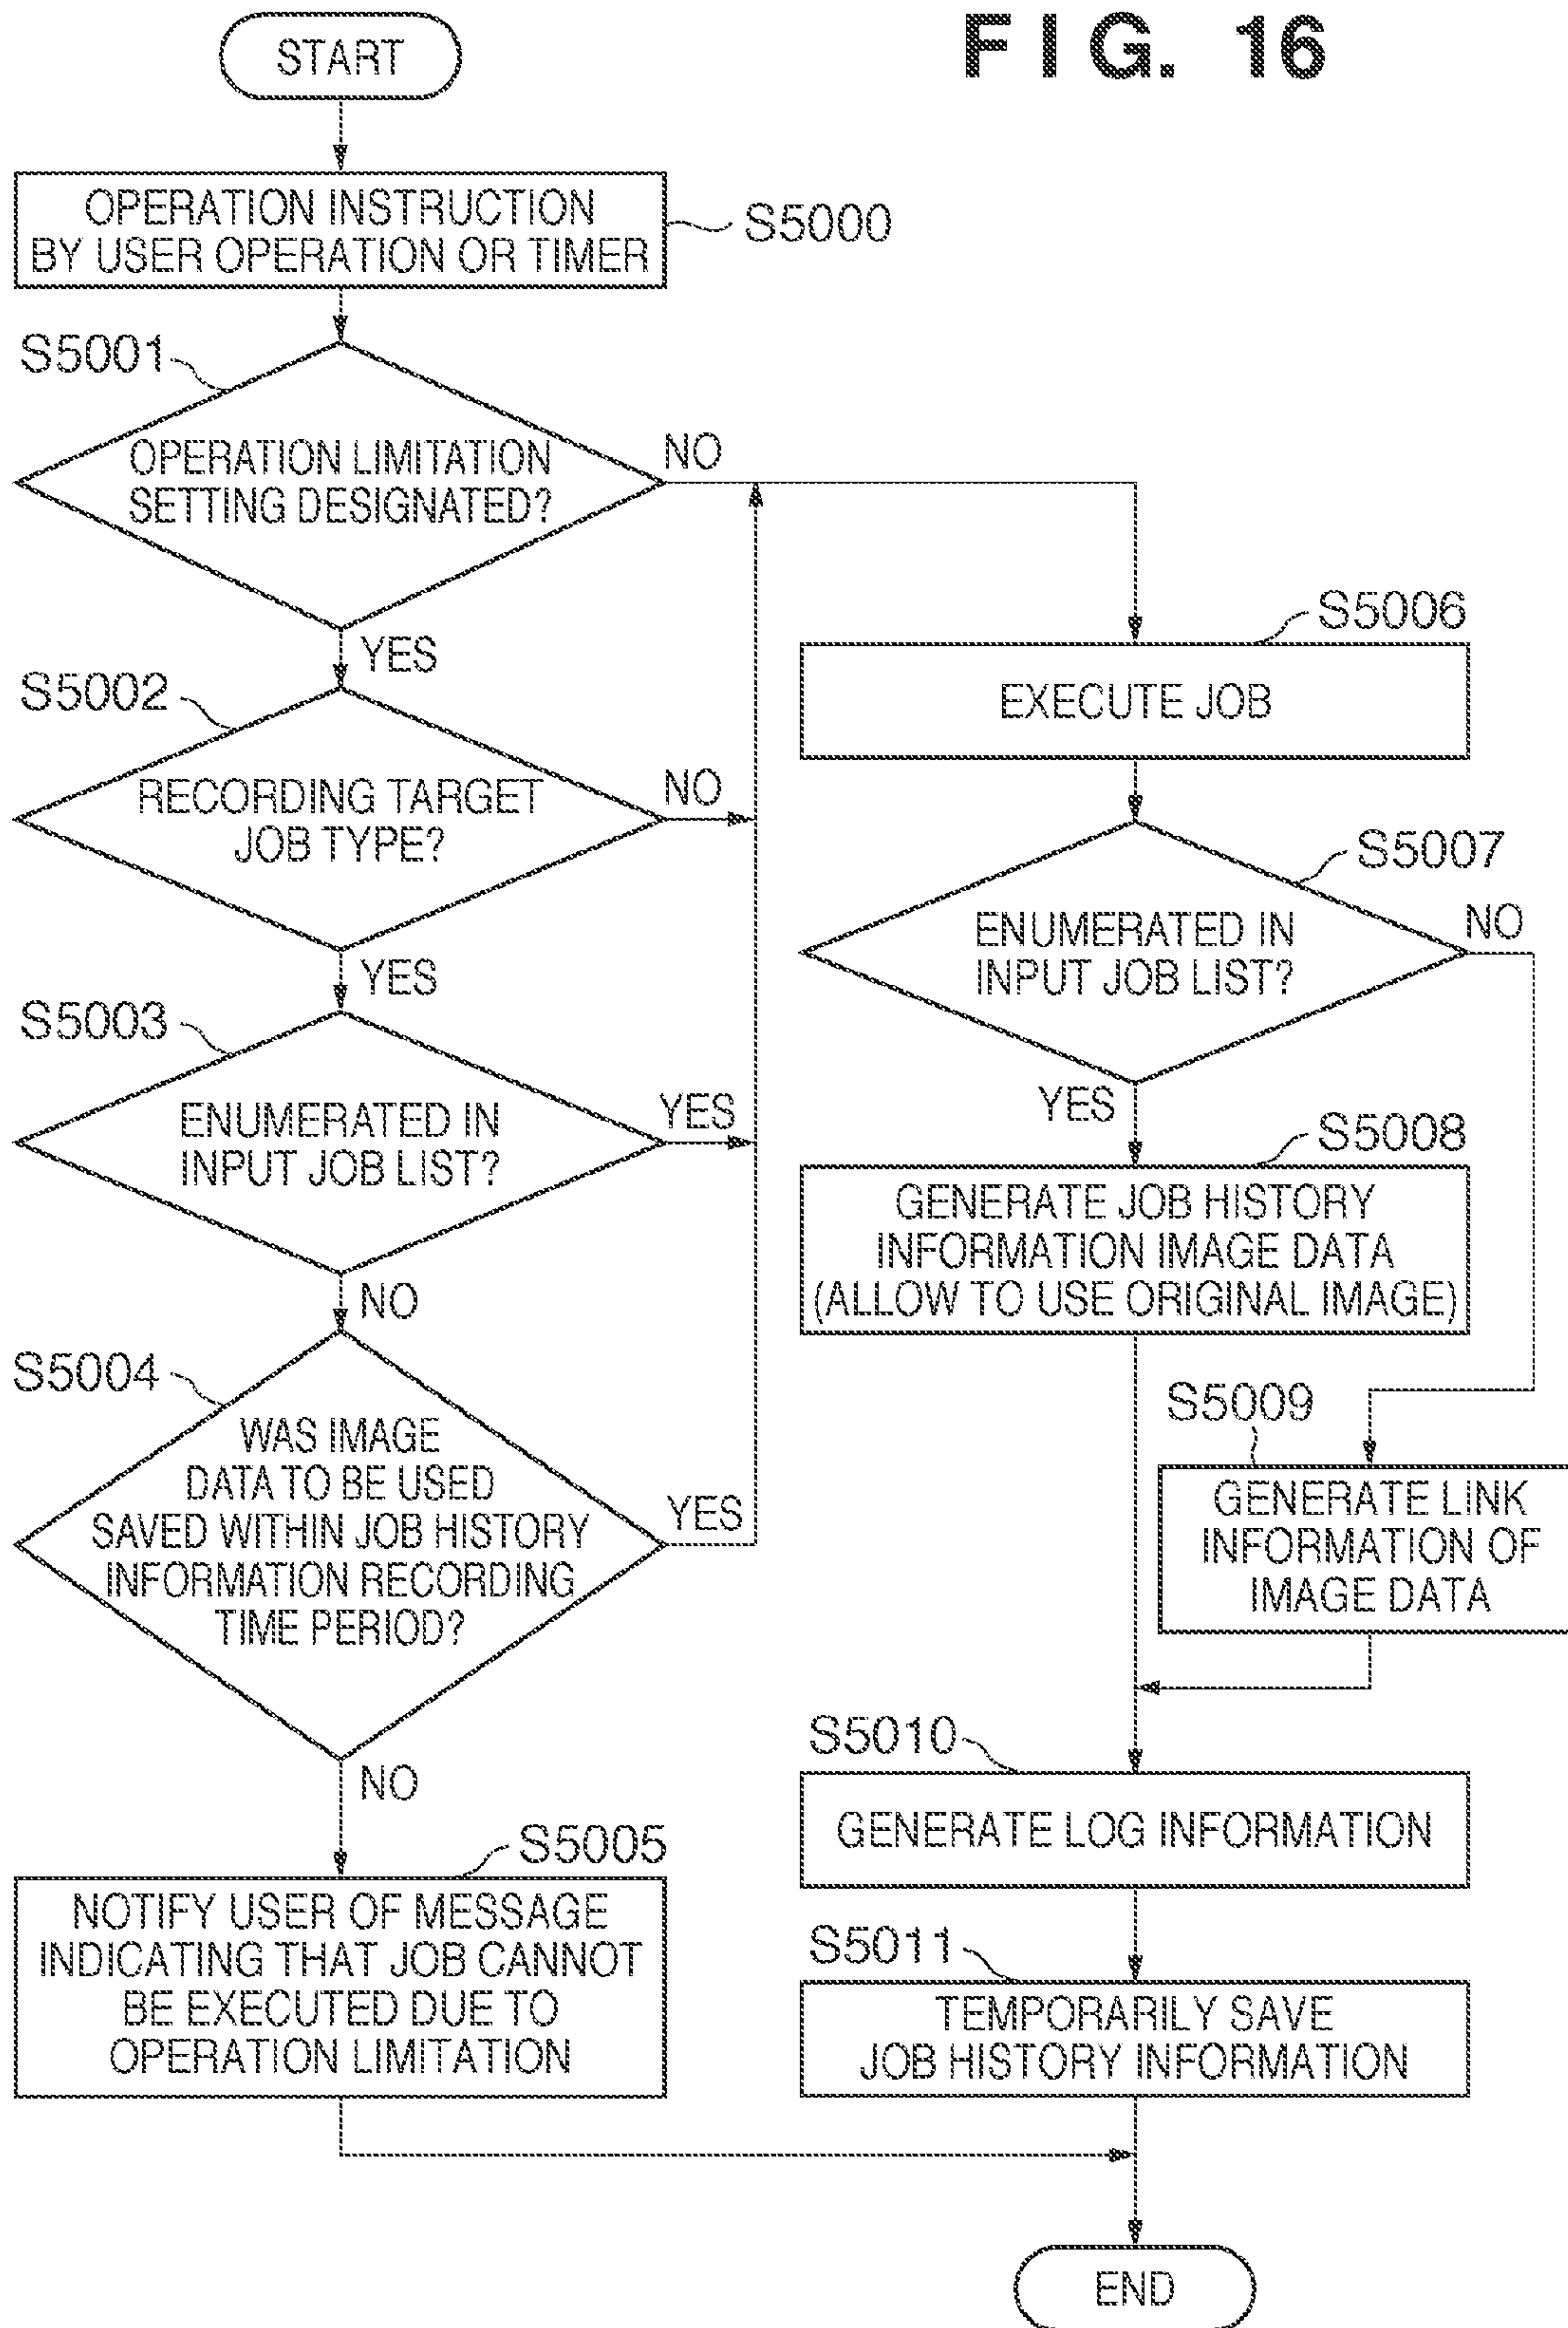 FIG. 16
START
OPERATION INSTRUCTION
BY USER OPERATION OR TIMER
S5000
S5001
OPERATION LIMITATION
SETTING DESIGNATED?
NO
YES
S5002
RECORDING TARGET
JOB TYPE?
NO
YES
S5003
ENUMERATED IN
INPUT JOB LIST?
YES
NO
S5004
WAS IMAGE
DATA TO BE USED
SAVED WITHIN JOB HISTORY
INFORMATION RECORDING
TIME PERIOD?
YES
NO
S5005
NOTIFY USER OF MESSAGE
INDICATING THAT JOB CANNOT
BE EXECUTED DUE TO
OPERATION LIMITATION
S5006
EXECUTE JOB
S5007
ENUMERATED IN
INPUT JOB LIST?
NO
YES
S5008
GENERATE JOB HISTORY
INFORMATION IMAGE DATA
(ALLOW TO USE ORIGINAL IMAGE)
S5009
GENERATE LINK
INFORMATION OF
IMAGE DATA
S5010
GENERATE LOG INFORMATION
S5011
TEMPORARILY SAVE
JOB HISTORY INFORMATION
END